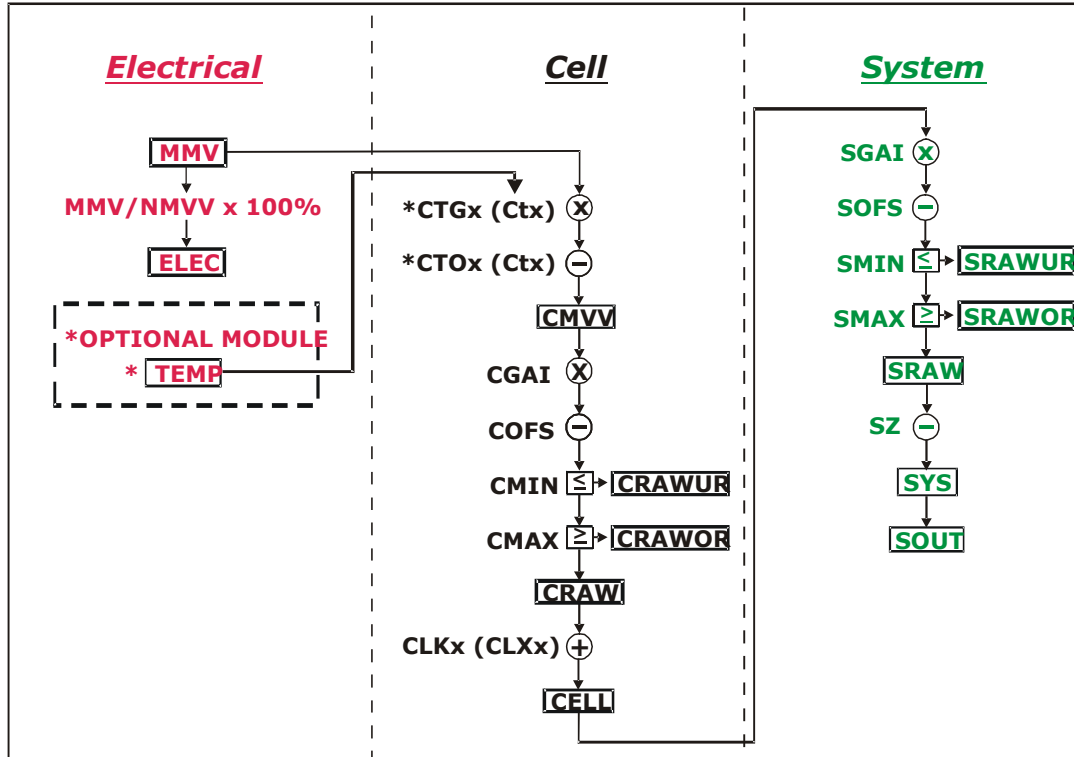 Electrical
MMV
MMV/NMVV x 100%
ELEC
*OPTIONAL MODULE
* TEMP
Cell
*CTGx (Ctx) x
*CTOx (Ctx) −
CMVV
CGAI X
COFS −
CMIN ≤ CRAWUR
CMAX ≥ CRAWOR
CRAW
CLKx (CLXx) +
CELL
System
SGAI x
SOFS −
SMIN ≤ SRAWUR
SMAX ≥ SRAWOR
SRAW
SZ −
SYS
SOUT